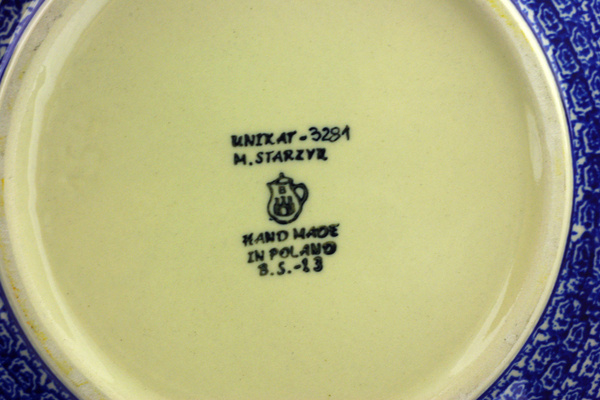 UNIKAT-3281
M. STARZYK
B
HAND MADE
IN POLAND
B.S.-13